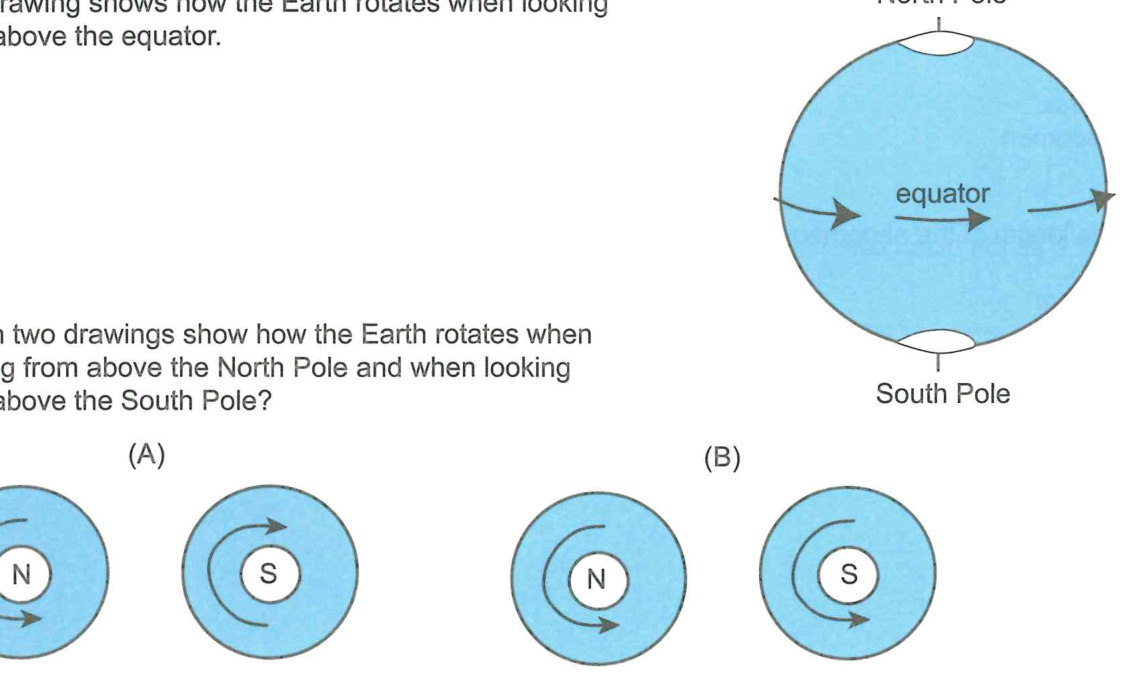 rawing shows how the Earth rotates when looking
above the equator.
North Pole
equator
South Pole
two drawings show how the Earth rotates when
g from above the North Pole and when looking
above the South Pole?
(A)
(B)
N
S
N
S